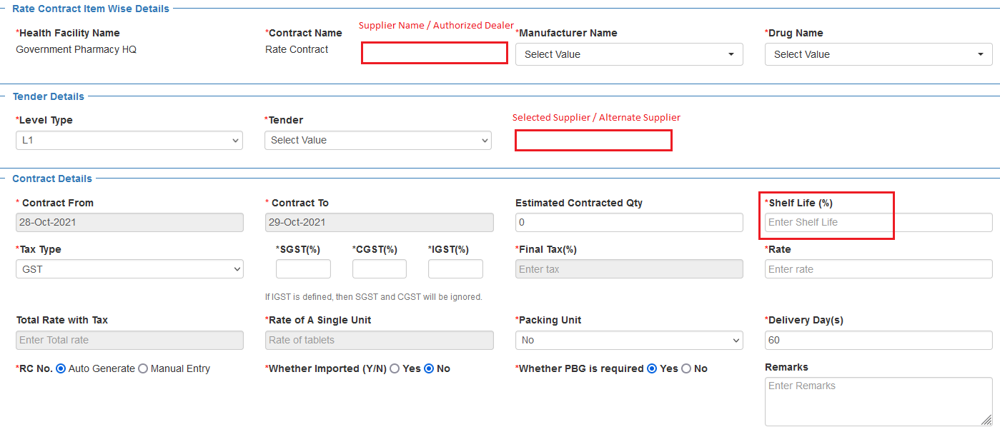 Rate Contract Item Wise Details
*Health Facility Name
Government Pharmacy HQ
*Contract Name
Rate Contract
Supplier Name / Authorized Dealer
*Manufacturer Name
Select Value
*Drug Name
Select Value
Tender Details
*Level Type
L1
*Tender
Select Value
Selected Supplier / Alternate Supplier
Contract Details
* Contract From
28-Oct-2021
* Contract To
29-Oct-2021
Estimated Contracted Qty
0
*Shelf Life (%)
Enter Shelf Life
*Tax Type
GST
*SGST(%)
*CGST(%)
*IGST(%)
If IGST is defined, then SGST and CGST will be ignored.
*Final Tax(%)
Enter tax
*Rate
Enter rate
Total Rate with Tax
Enter Total rate
*Rate of A Single Unit
Rate of tablets
*Packing Unit
No
*Delivery Day(s)
60
*RC No. Auto Generate Manual Entry
*Whether Imported (Y/N) Yes No
*Whether PBG is required Yes No
Remarks
Enter Remarks